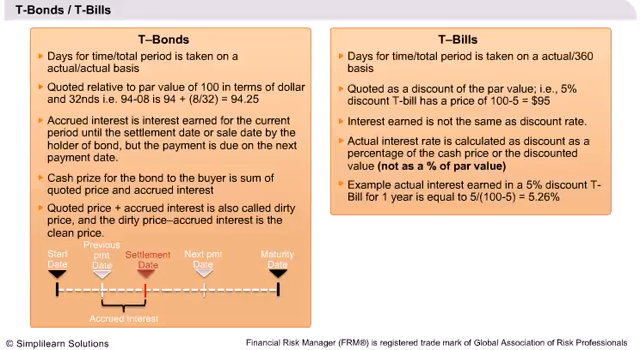 T-Bonds / T-Bills
T–Bonds
Days for time/total period is taken on a
actual/actual basis
Quoted relative to par value of 100 in terms of dollar
and 32nds i.e. 94-08 is 94 + (8/32) = 94.25
Accrued interest is interest earned for the current
period until the settlement date or sale date by the
holder of bond, but the payment is due on the next
payment date.
Cash prize for the bond to the buyer is sum of
quoted price and accrued interest
Quoted price + accrued interest is also called dirty
price, and the dirty price–accrued interest is the
clean price.
Start
Date
Previous
pmt
Date
Settlement
Date
Next pmt
Date
Maturity
Date
Accrued Interest
T–Bills
Days for time/total period is taken on a actual/360
basis
Quoted as a discount of the par value; i.e., 5%
discount T-bill has a price of 100-5 = $95
Interest earned is not the same as discount rate.
Actual interest rate is calculated as discount as a
percentage of the cash price or the discounted
value (not as a % of par value)
Example actual interest earned in a 5% discount T-
Bill for 1 year is equal to 5/(100-5) = 5.26%
© Simplilearn Solutions
Financial Risk Manager (FRM®) is registered trade mark of Global Association of Risk Professionals